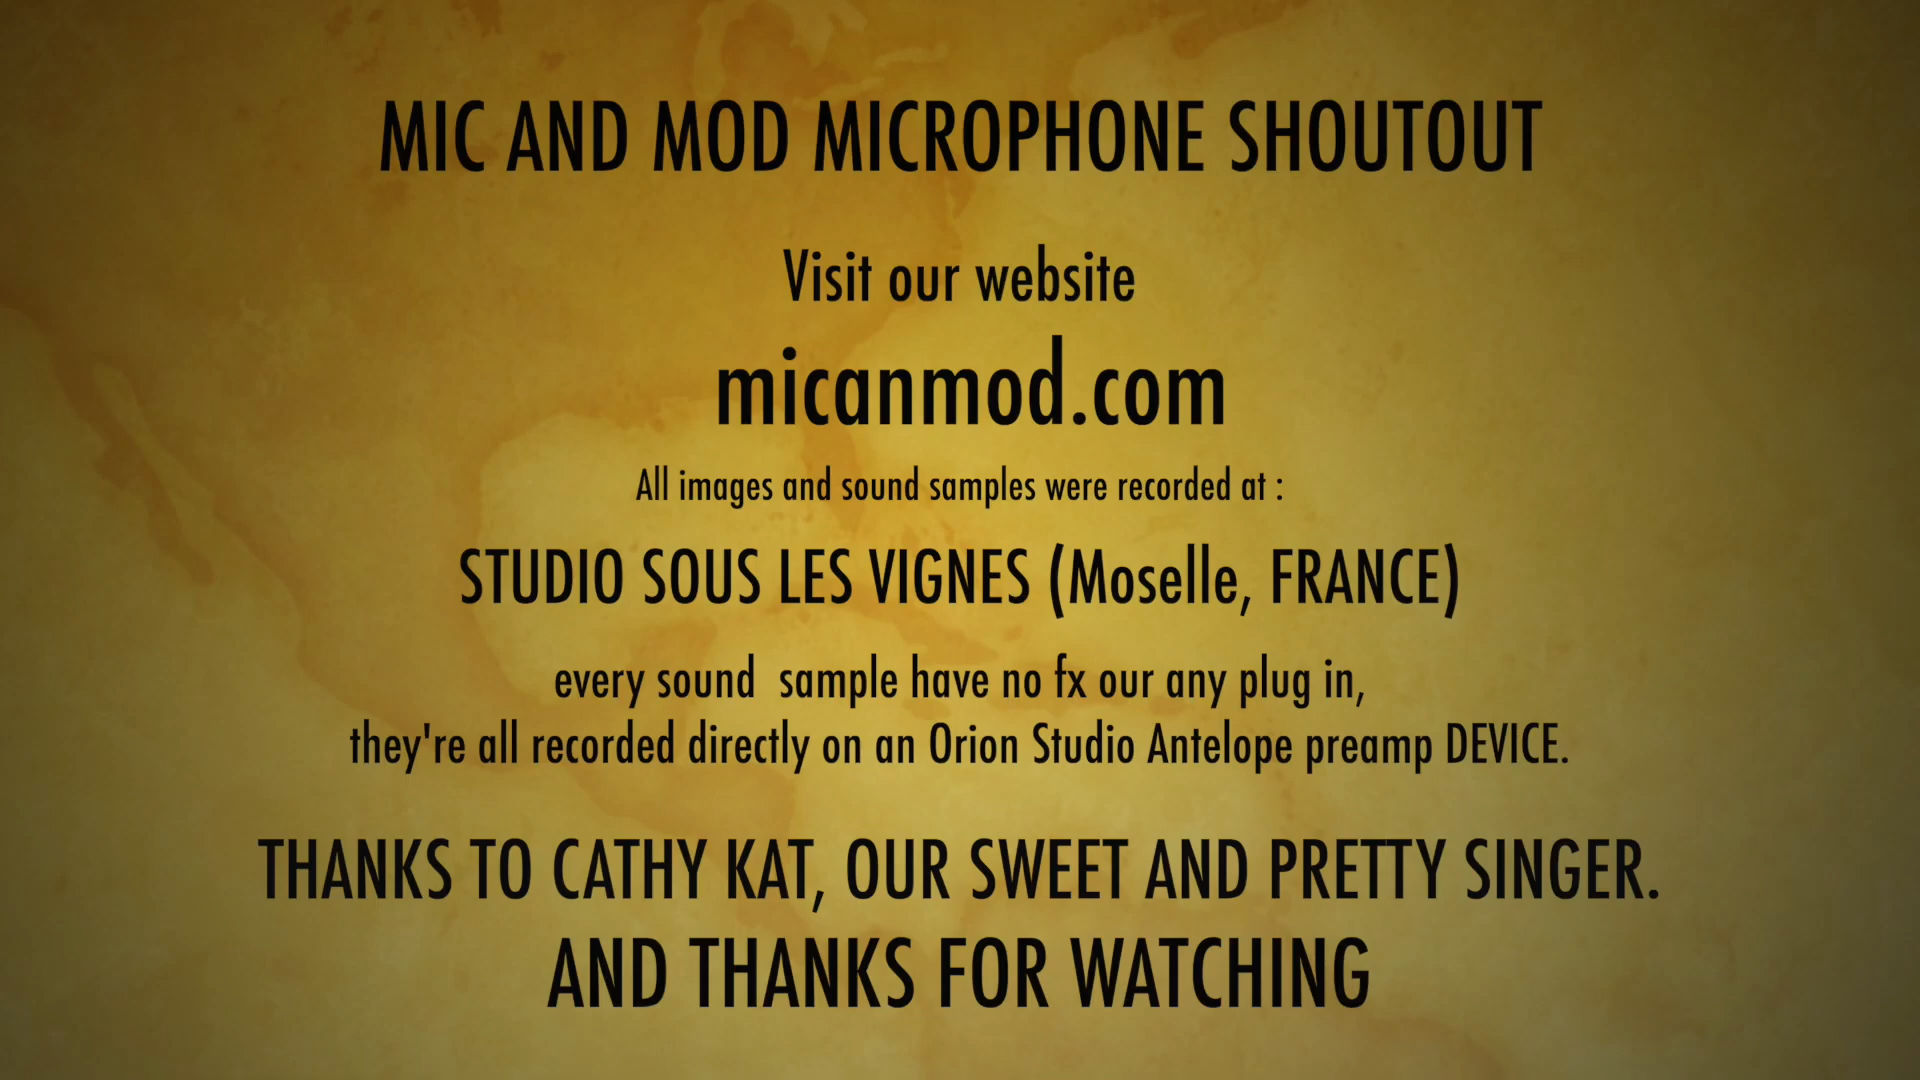 MIC AND MOD MICROPHONE SHOUTOUT
Visit our website
micanmod.com
All images and sound samples were recorded at :
STUDIO SOUS LES VIGNES (Moselle, FRANCE)
every sound  sample have no fx our any plug in,
they're all recorded directly on an Orion Studio Antelope preamp DEVICE.
THANKS TO CATHY KAT, OUR SWEET AND PRETTY SINGER.
AND THANKS FOR WATCHING